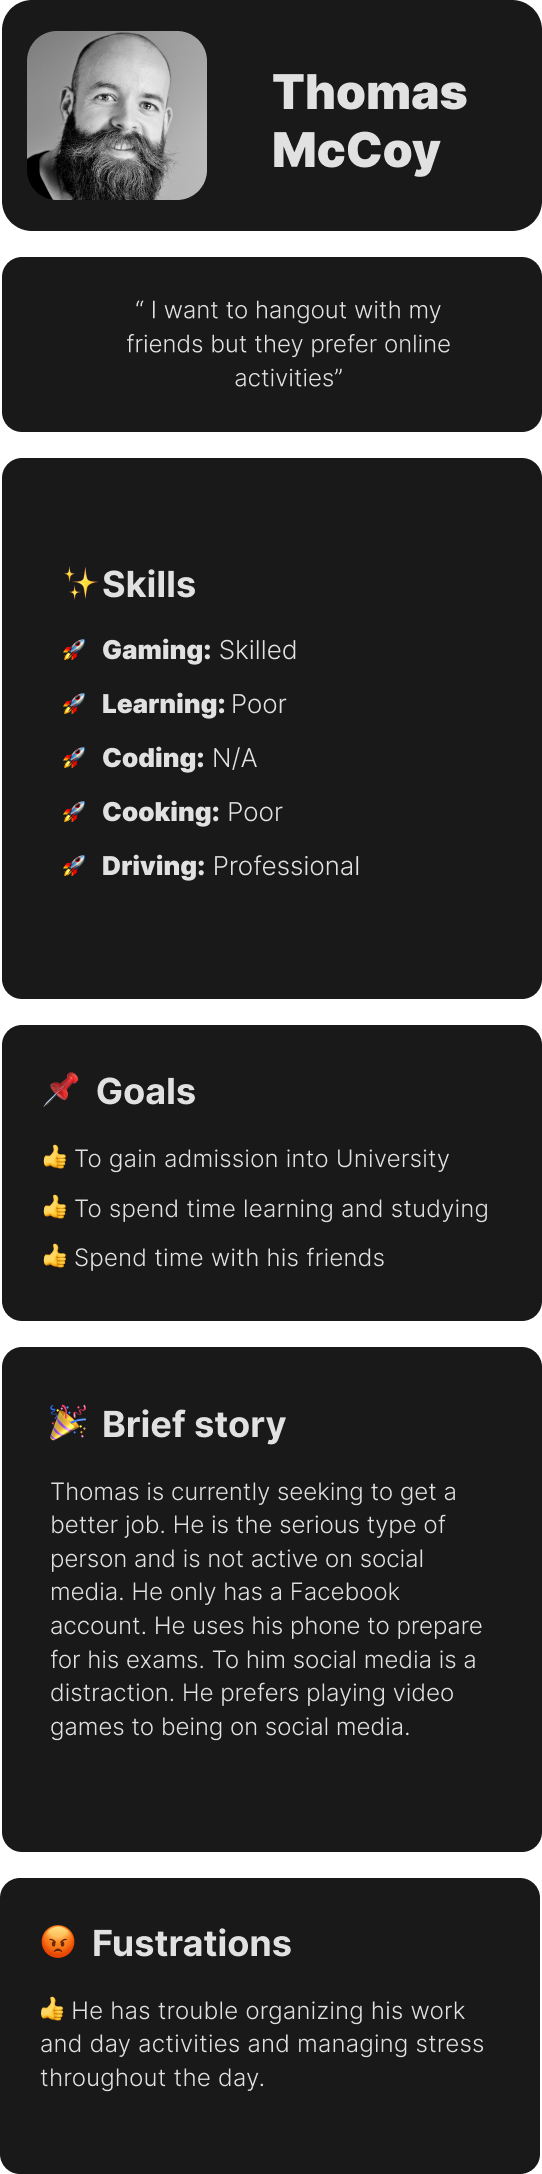 Thomas
McCoy
“ I want to hangout with my
friends but they prefer online
activities”
✨Skills
🚀 Gaming: Skilled
🚀 Learning: Poor
🚀 Coding: N/A
🚀 Cooking: Poor
🚀 Driving: Professional
📌 Goals
👍 To gain admission into University
👍 To spend time learning and studying
👍 Spend time with his friends
🎉 Brief story
Thomas is currently seeking to get a
better job. He is the serious type of
person and is not active on social
media. He only has a Facebook
account. He uses his phone to prepare
for his exams. To him social media is a
distraction. He prefers playing video
games to being on social media.
😡 Fustrations
👍 He has trouble organizing his work
and day activities and managing stress
throughout the day.